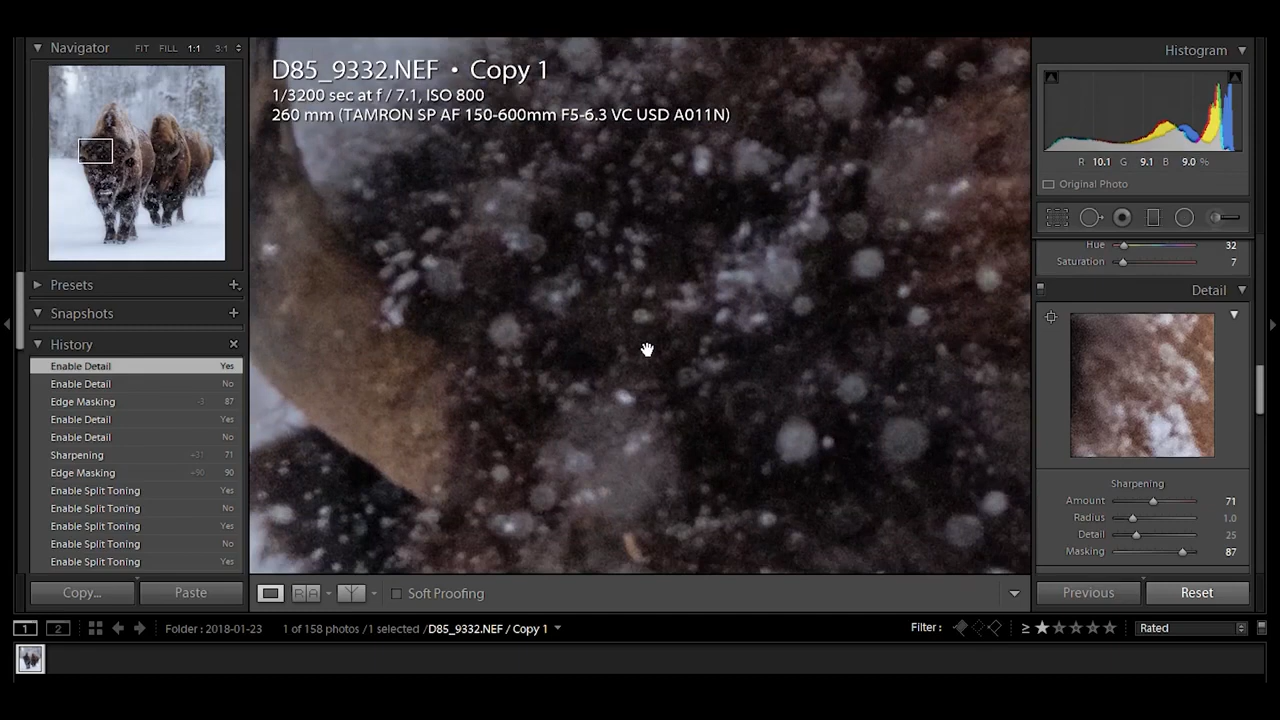 Navigator FIT FILL 1:1 3:1
Presets
Snapshots
History
Enable Detail Yes
Enable Detail No
Edge Masking -3 87
Enable Detail Yes
Enable Detail No
Sharpening +31 71
Edge Masking +90 90
Enable Split Toning Yes
Enable Split Toning No
Enable Split Toning Yes
Enable Split Toning No
Enable Split Toning Yes
Copy... Paste
D85_9332.NEF • Copy 1
1/3200 sec at f / 7.1, ISO 800
260 mm (TAMRON SP AF 150-600mm F5-6.3 VC USD A011N)
Soft Proofing
Histogram
R 10.1 G 9.1 B 9.0 %
Original Photo
Hue 32
Saturation 7
Detail
Sharpening
Amount 71
Radius 1.0
Detail 25
Masking 87
Previous Reset
1 2 Folder : 2018-01-23 1 of 158 photos / 1 selected / D85_9332.NEF / Copy 1 Filter : ≥ Rated